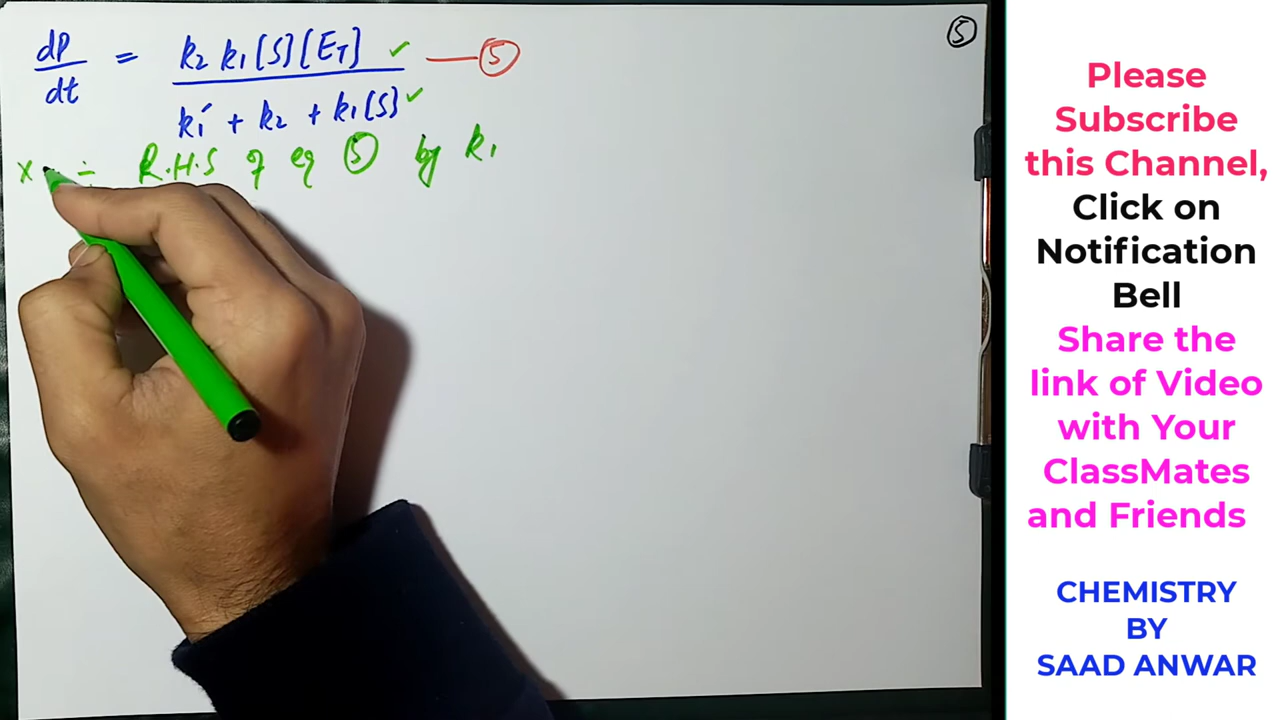 dP/dt = k₂ k₁[S][E_T] ✓ / k₁′ + k₂ + k₁[S] ✓ —— ⑤
⑤
× ÷ R.H.S of eq ⑤ by k₁
Please
Subscribe
this Channel,
Click on
Notification
Bell
Share the
link of Video
with Your
ClassMates
and Friends
CHEMISTRY
BY
SAAD ANWAR